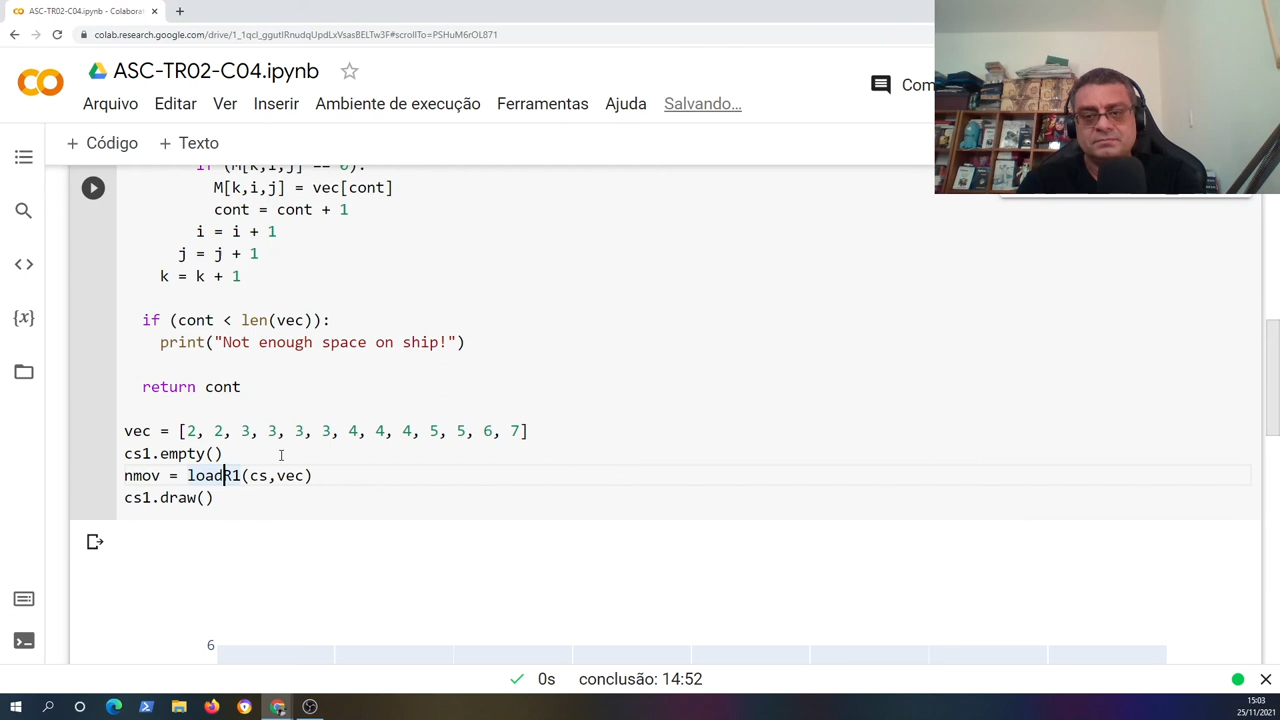 ASC-TR02-C04.ipynb - Colabora
colab.research.google.com/drive/1_1qcl_ggutIRnudqUpdLxVsasBELTw3F#scrollTo=PSHuM6rOL871
ASC-TR02-C04.ipynb
Arquivo Editar Ver Inserir Ambiente de execução Ferramentas Ajuda Salvando...
Com
+ Código + Texto
if (M[k,i,j] == 0):
M[k,i,j] = vec[cont]
cont = cont + 1
i = i + 1
j = j + 1
k = k + 1
if (cont < len(vec)):
print("Not enough space on ship!")
return cont
vec = [2, 2, 3, 3, 3, 3, 4, 4, 4, 5, 5, 6, 7]
cs1.empty()
nmov = loadR1(cs,vec)
cs1.draw()
6
0s conclusão: 14:52
15:03
25/11/2021